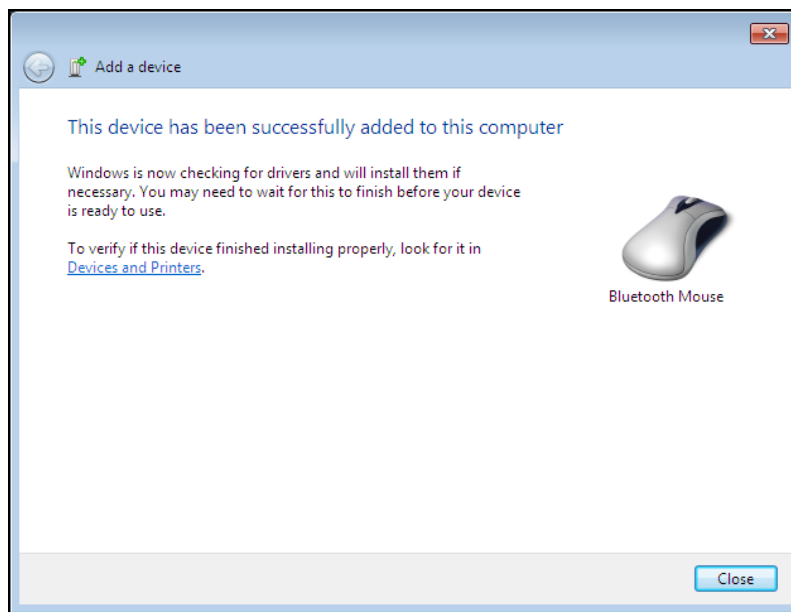 Add a device
This device has been successfully added to this computer
Windows is now checking for drivers and will install them if
necessary. You may need to wait for this to finish before your device
is ready to use.
To verify if this device finished installing properly, look for it in
Devices and Printers.
Bluetooth Mouse
Close